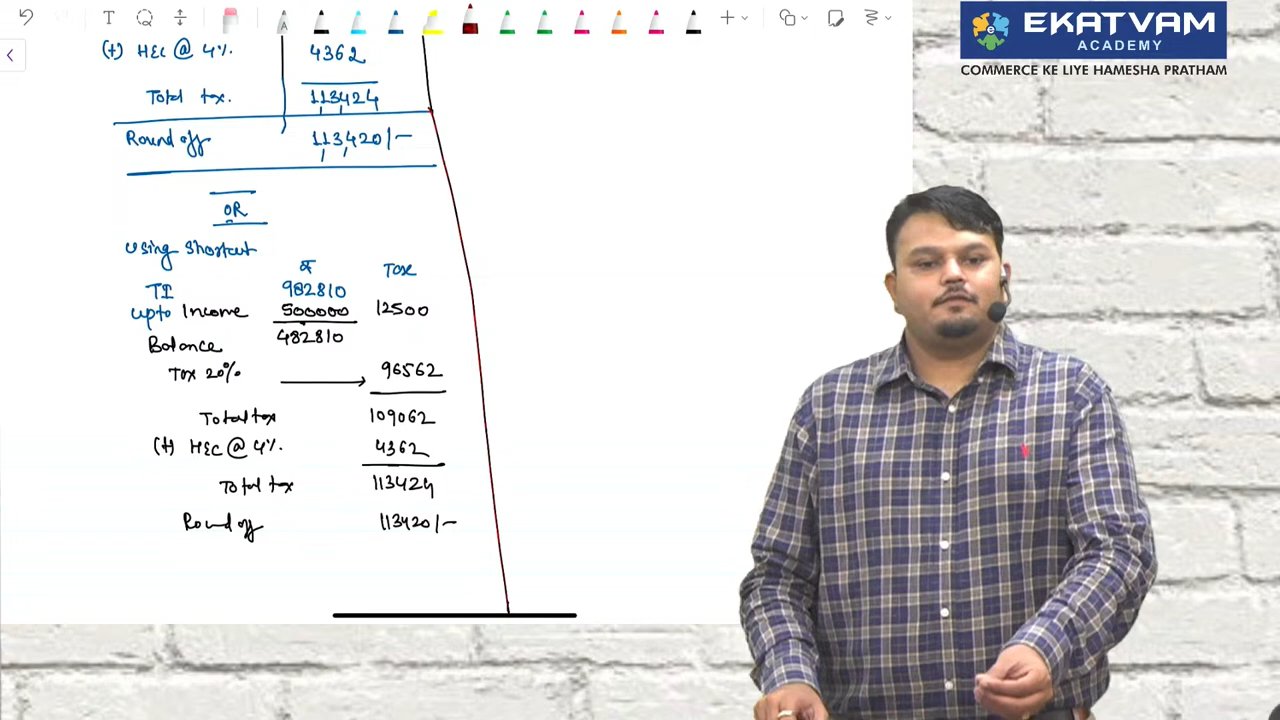 EKATVAM
ACADEMY
COMMERCE KE LIYE HAMESHA PRATHAM
(+) HEC @ 4%. 4362
Total tax. 113424
Round off 113420/-
OR
Using Shortcut
₹ Tax
TI 982810
upto Income 500000 12500
Balance 482810
Tax 20% 96562
Total tax 109062
(+) HEC @ 4%. 4362
Total tax 113424
Round off 113420/-